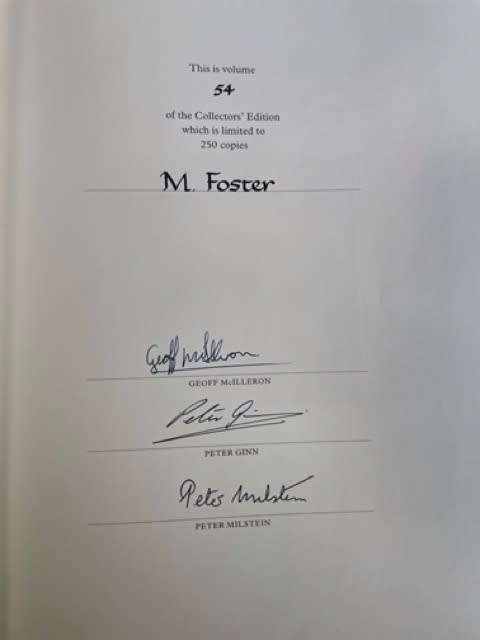 This is volume
54
of the Collectors' Edition
which is limited to
250 copies
M. Foster
Geoff McIlleron
GEOFF McILLERON
Peter Ginn
PETER GINN
Peter Milstein
PETER MILSTEIN